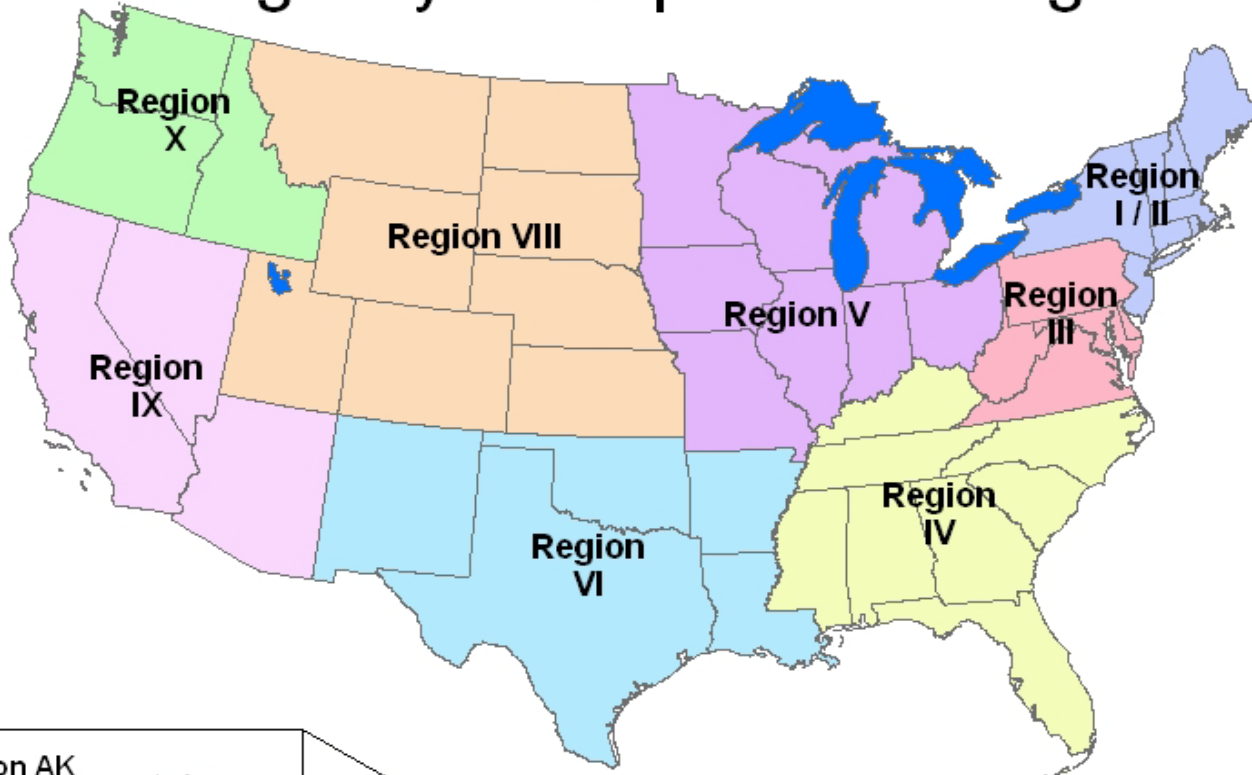 Region
X
Region VIII
Region
I / II
Region
III
Region V
Region
IX
Region
IV
Region
VI
on AK